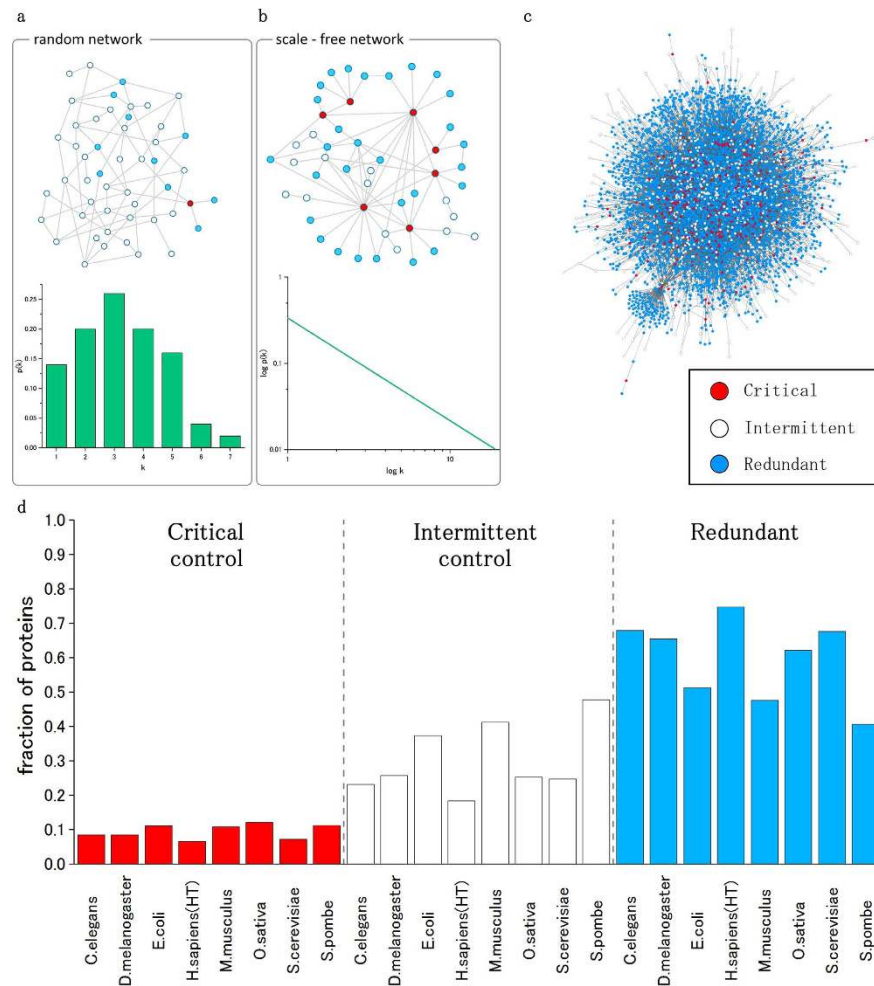 a
random network
b
scale - free network
c
p(k)
0.25
0.20
0.15
0.10
0.05
0.00
1 2 3 4 5 6 7
k
log p(k)
1
0.1
0.01
1 10
log k
Critical
Intermittent
Redundant
d
fraction of proteins
1.0
0.9
0.8
0.7
0.6
0.5
0.4
0.3
0.2
0.1
0.0
Critical
control
Intermittent
control
Redundant
C.elegans
D.melanogaster
E.coli
H.sapiens(HT)
M.musculus
O.sativa
S.cerevisiae
S.pombe
C.elegans
D.melanogaster
E.coli
H.sapiens(HT)
M.musculus
O.sativa
S.cerevisiae
S.pombe
C.elegans
D.melanogaster
E.coli
H.sapiens(HT)
M.musculus
O.sativa
S.cerevisiae
S.pombe